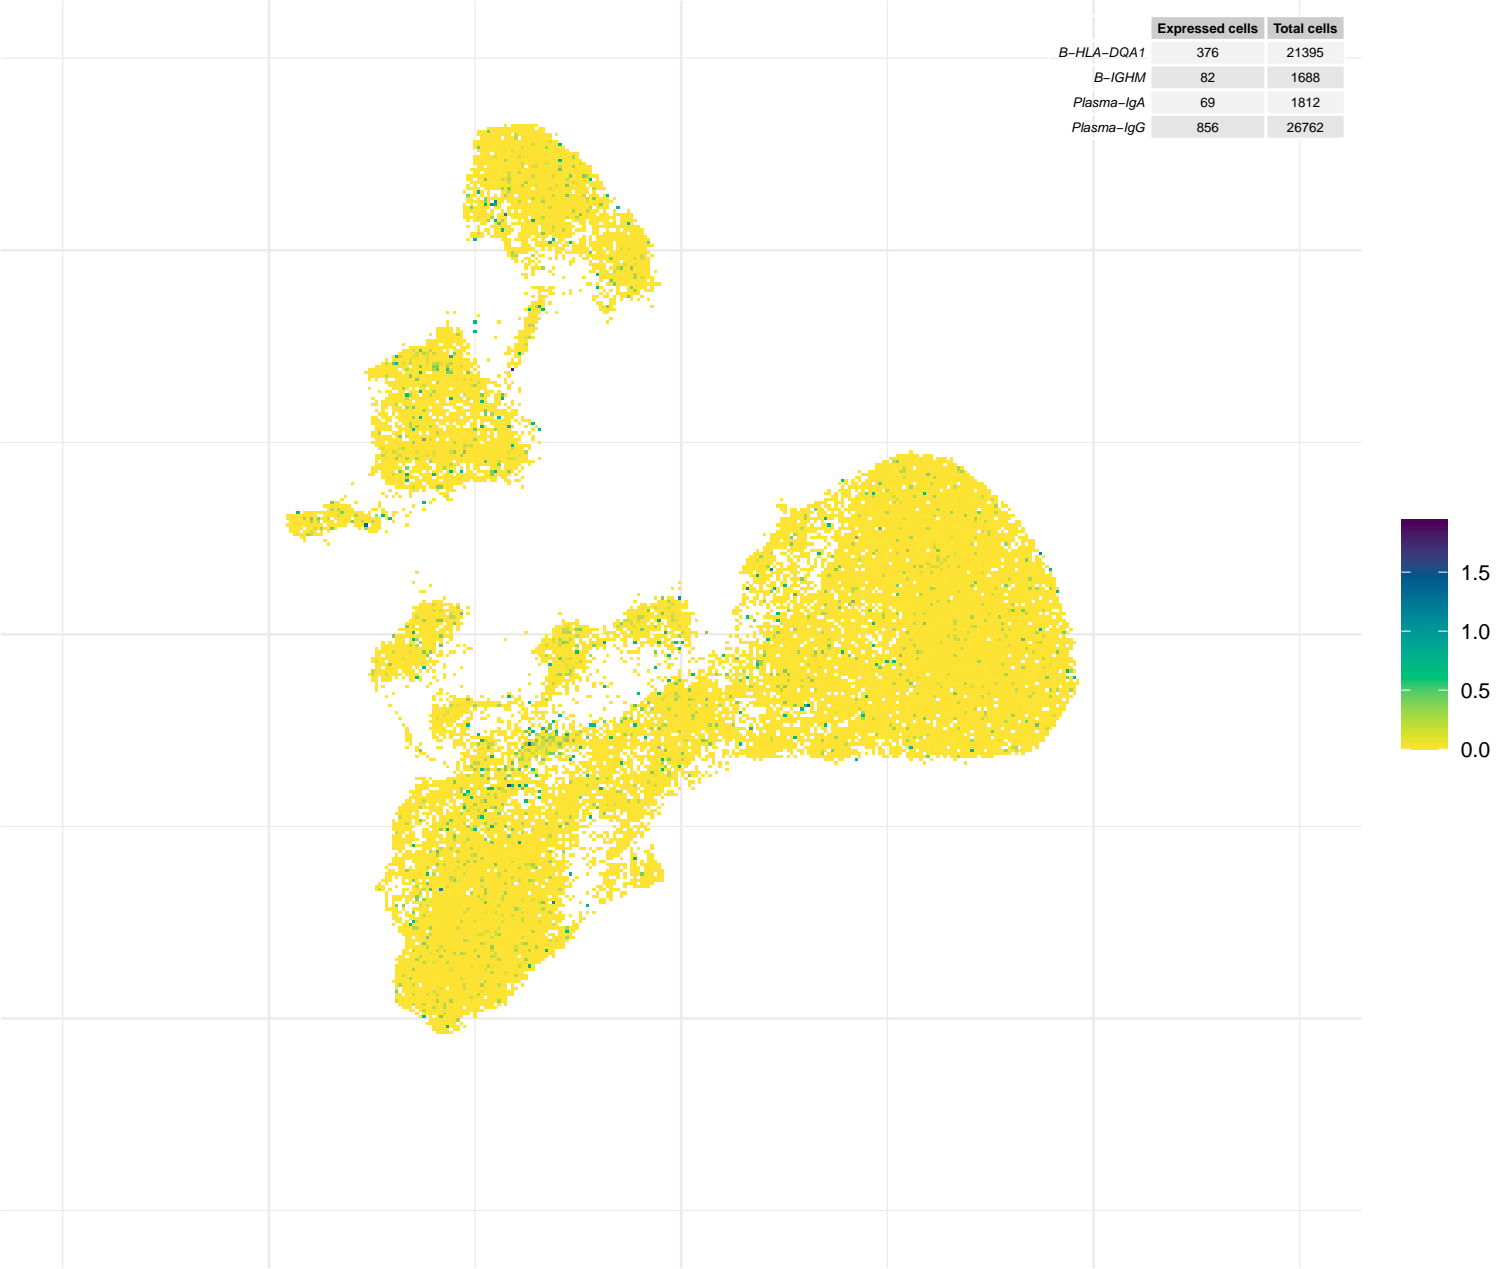 Expressed cells Total cells
B−HLA−DQA1 376 21395
B−IGHM 82 1688
Plasma−IgA 69 1812
Plasma−IgG 856 26762
1.5
1.0
0.5
0.0